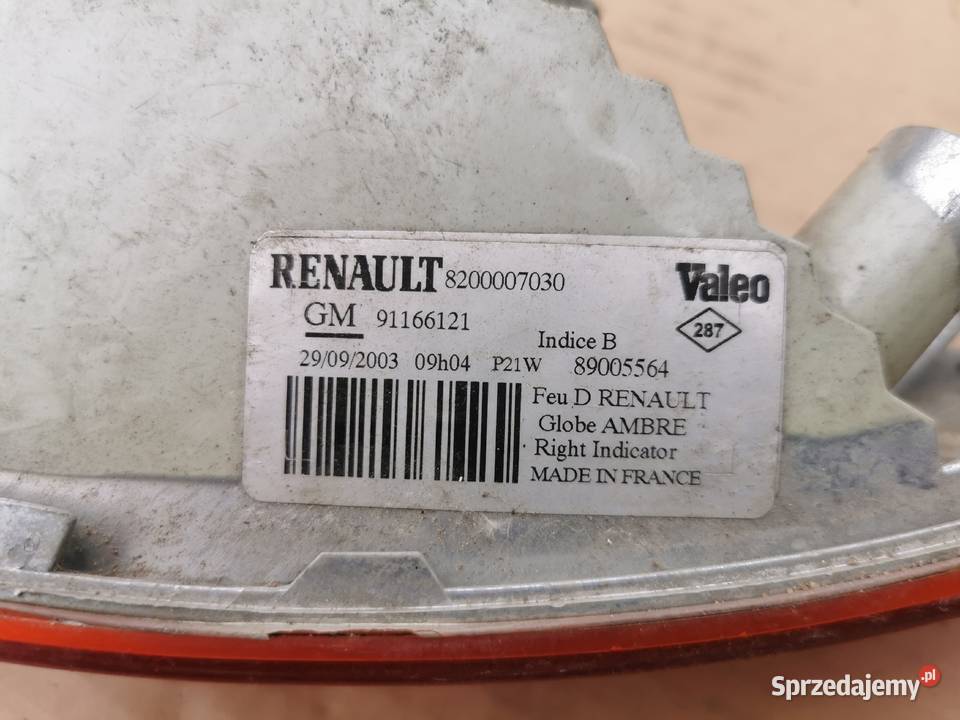 RENAULT 8200007030 Valeo
GM 91166121 287
Indice B
29/09/2003 09h04 P21W 89005564
Feu D RENAULT
Globe AMBRE
Right Indicator
MADE IN FRANCE
Sprzedajemy.pl